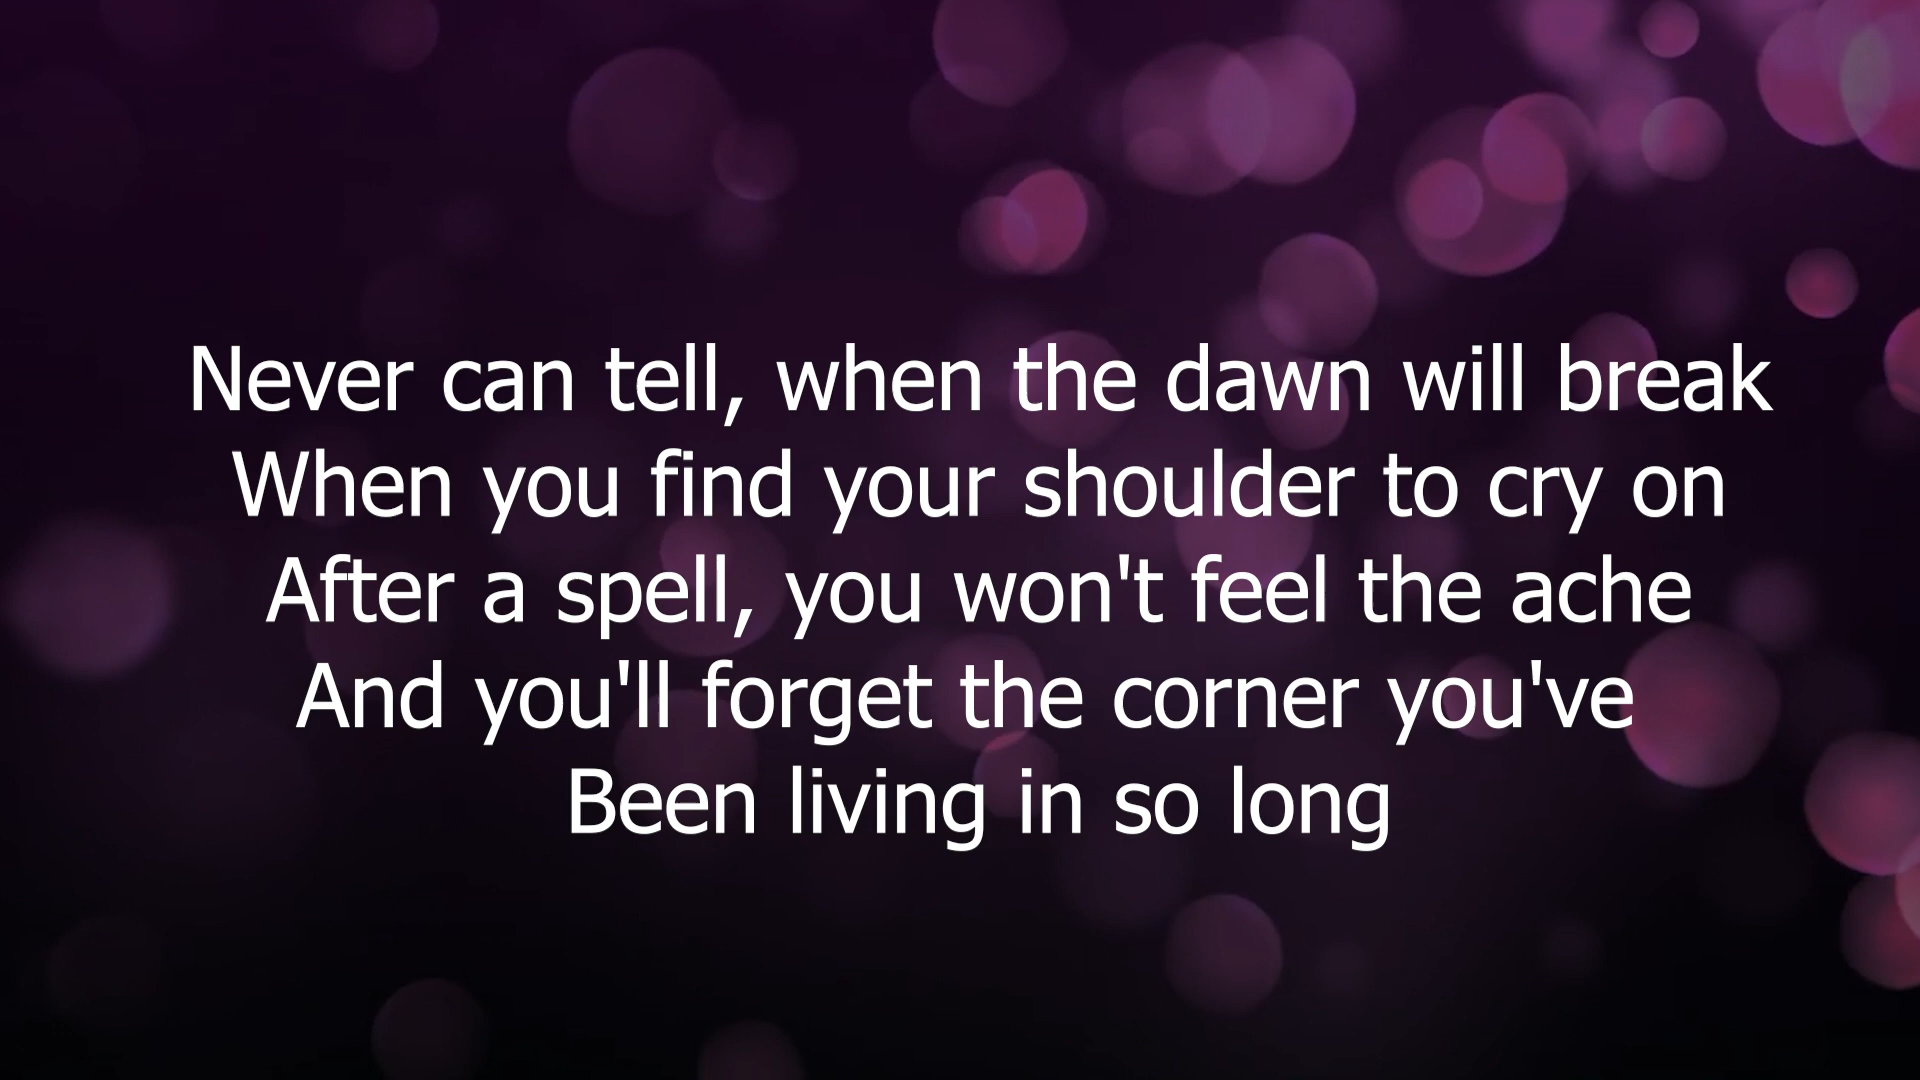 Never can tell, when the dawn will break
When you find your shoulder to cry on
After a spell, you won't feel the ache
And you'll forget the corner you've
Been living in so long